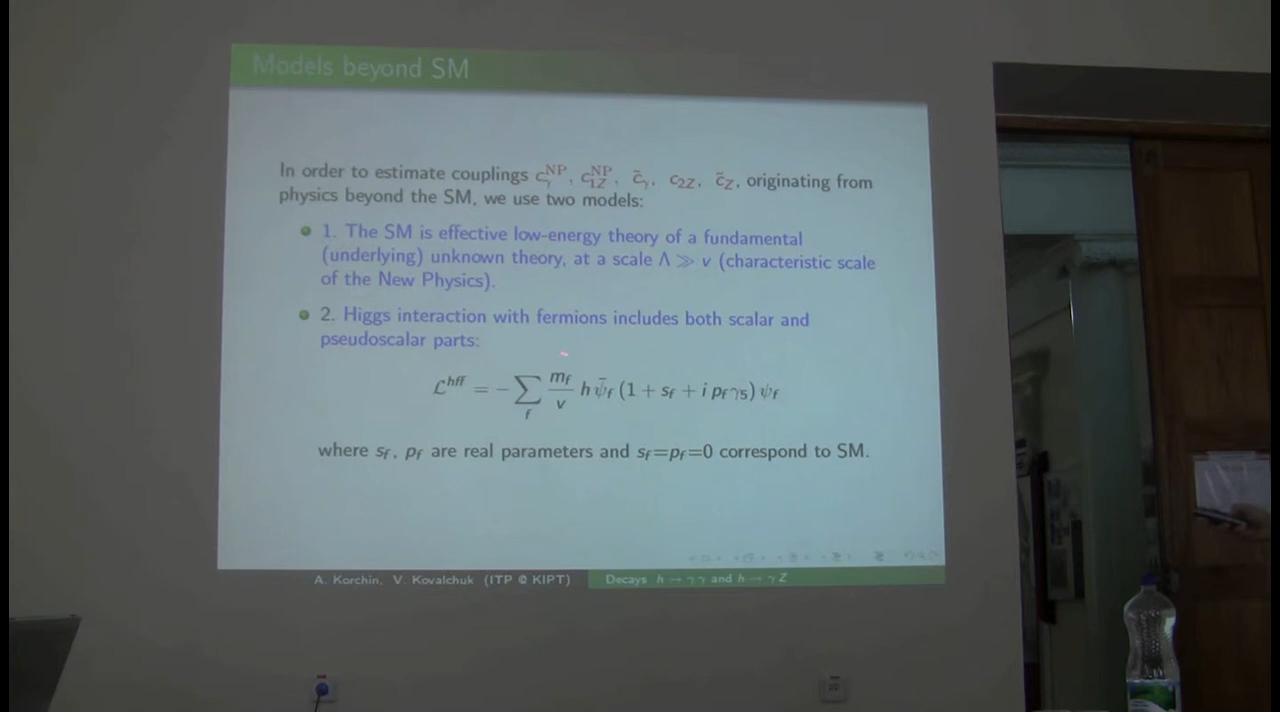 Models beyond SM
In order to estimate couplings c_γ^NP, c_1Z^NP, c̃_γ, c_2Z, c̃_Z, originating from
physics beyond the SM, we use two models:
1. The SM is effective low-energy theory of a fundamental
(underlying) unknown theory, at a scale Λ ≫ v (characteristic scale
of the New Physics).
2. Higgs interaction with fermions includes both scalar and
pseudoscalar parts:
ℒ^hff = − ∑_f m_f/v h ψ̄_f (1 + s_f + i p_f γ_5) ψ_f
where s_f, p_f are real parameters and s_f=p_f=0 correspond to SM.
A. Korchin, V. Kovalchuk (ITP @ KIPT) Decays h → γγ and h → γZ